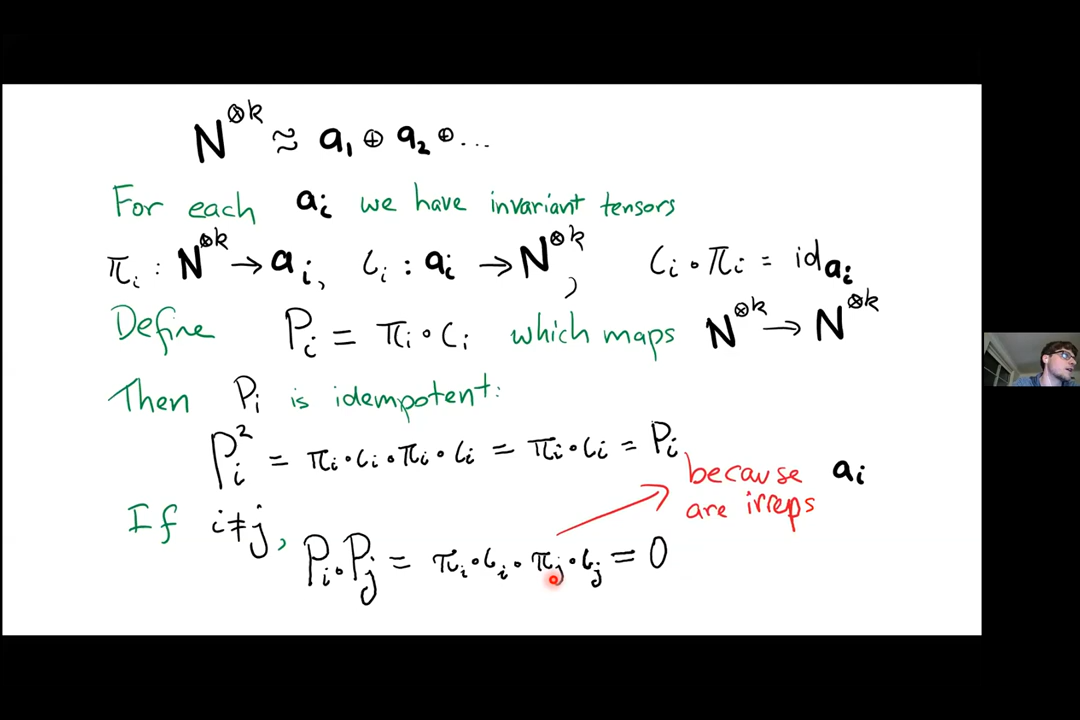 N^{⊗k} ≈ a₁ ⊕ a₂ ⊕ ...
For each aᵢ we have invariant tensors
πᵢ : N^{⊗k} → aᵢ, ιᵢ : aᵢ → N^{⊗k}, ιᵢ ∘ πᵢ = id_{aᵢ}
Define Pᵢ = πᵢ ∘ ιᵢ which maps N^{⊗k} → N^{⊗k}
Then Pᵢ is idempotent:
Pᵢ² = πᵢ ∘ ιᵢ ∘ πᵢ ∘ ιᵢ = πᵢ ∘ ιᵢ = Pᵢ
because aᵢ
are irreps
If i ≠ j, Pᵢ ∘ Pⱼ = πᵢ ∘ ιᵢ ∘ πⱼ ∘ ιⱼ = 0